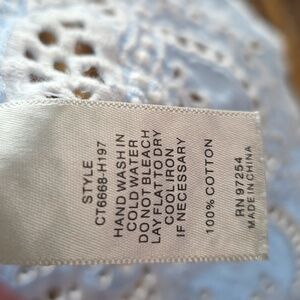 STYLE
CT6668-H197
HAND WASH IN
COLD WATER
DO NOT BLEACH
LAY FLAT TO DRY
COOL IRON
IF NECESSARY
100% COTTON
RN 97254
MADE IN CHINA